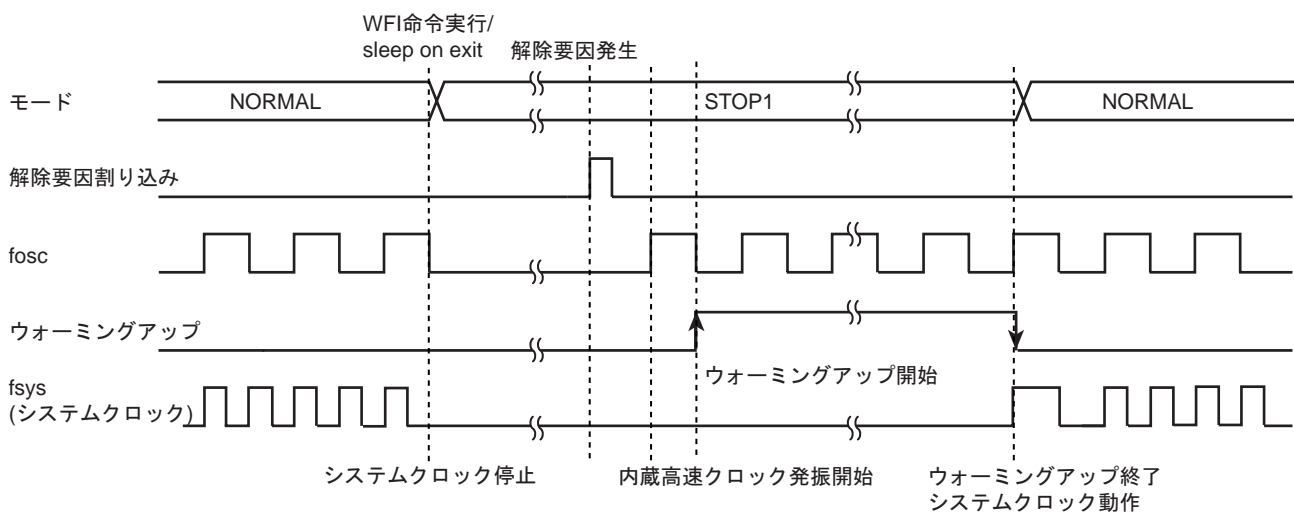 WFI命令実行/
sleep on exit
解除要因発生
モード
NORMAL
STOP1
NORMAL
解除要因割り込み
fosc
ウォーミングアップ
ウォーミングアップ開始
fsys
(システムクロック)
システムクロック停止
内蔵高速クロック発振開始
ウォーミングアップ終了
システムクロック動作